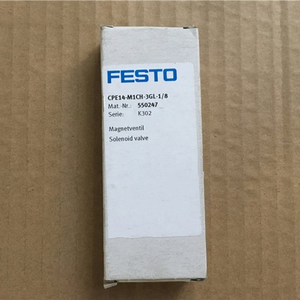 FESTO
CPE14-M1CH-3GL-1/8
Mat.-Nr.: 550247
Serie: K302
Magnetventil
Solenoid valve